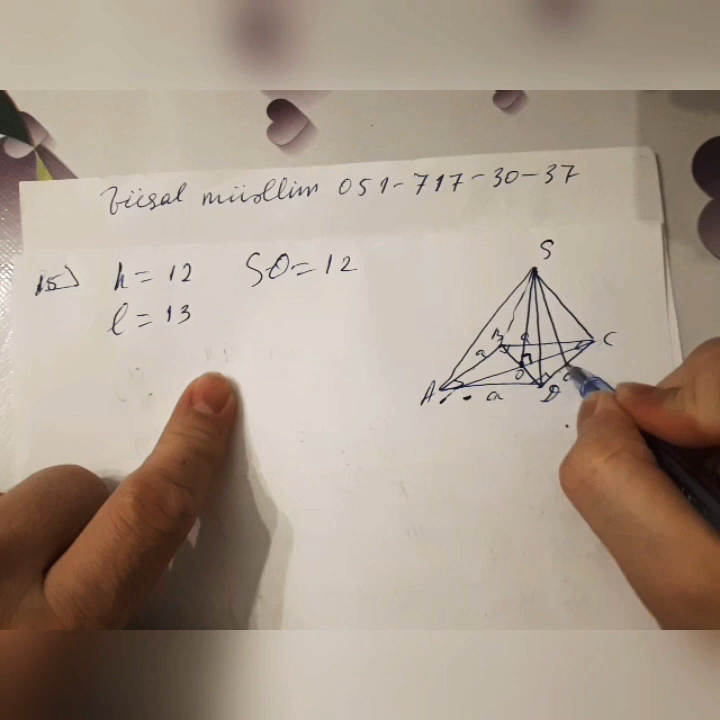 Vüsal müəllim 051-717-30-37
15) h = 12 SO = 12
l = 13
S
B
a
a
C
O
A
a
D